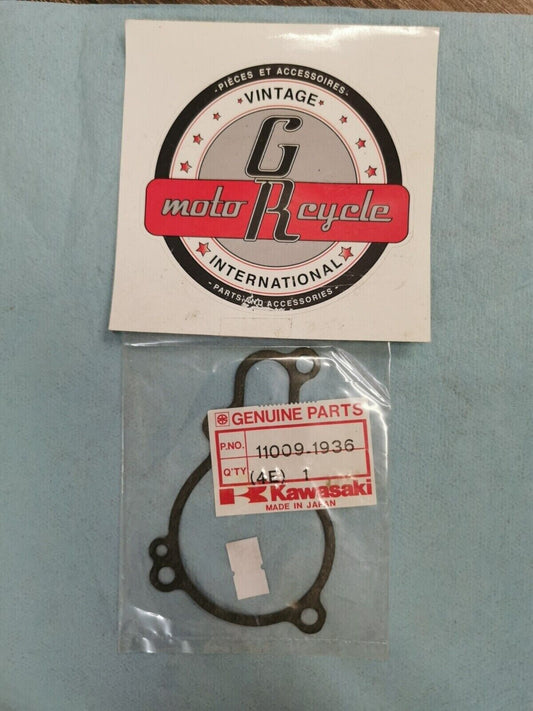 -PIÈCES ET ACCESSOIRES-
VINTAGE
GR
moto cycle
INTERNATIONAL
-PARTS AND ACCESSORIES-
GENUINE PARTS
P.NO. 11009-1936
Q'TY (4E) 1
Kawasaki
MADE IN JAPAN